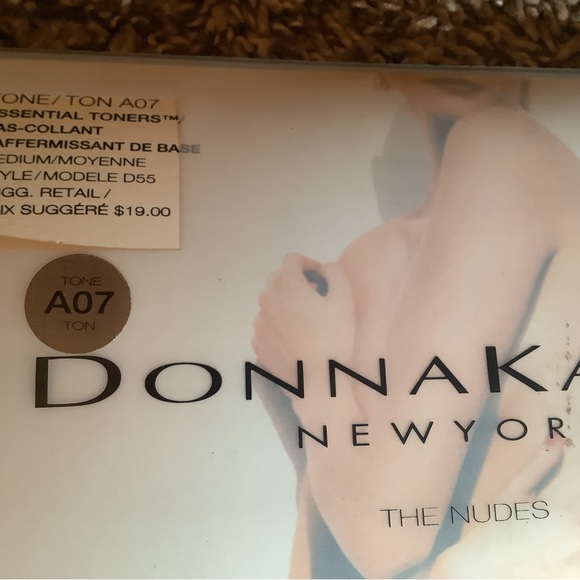 TONE/TON A07
ESSENTIAL TONERS™/
AS-COLLANT
AFFERMISSANT DE BASE
EDIUM/MOYENNE
YLE/MODELE D55
GG. RETAIL/
IX SUGGÉRÉ $19.00
TONE
A07
TON
DONNAKA
NEWYOR
THE NUDES